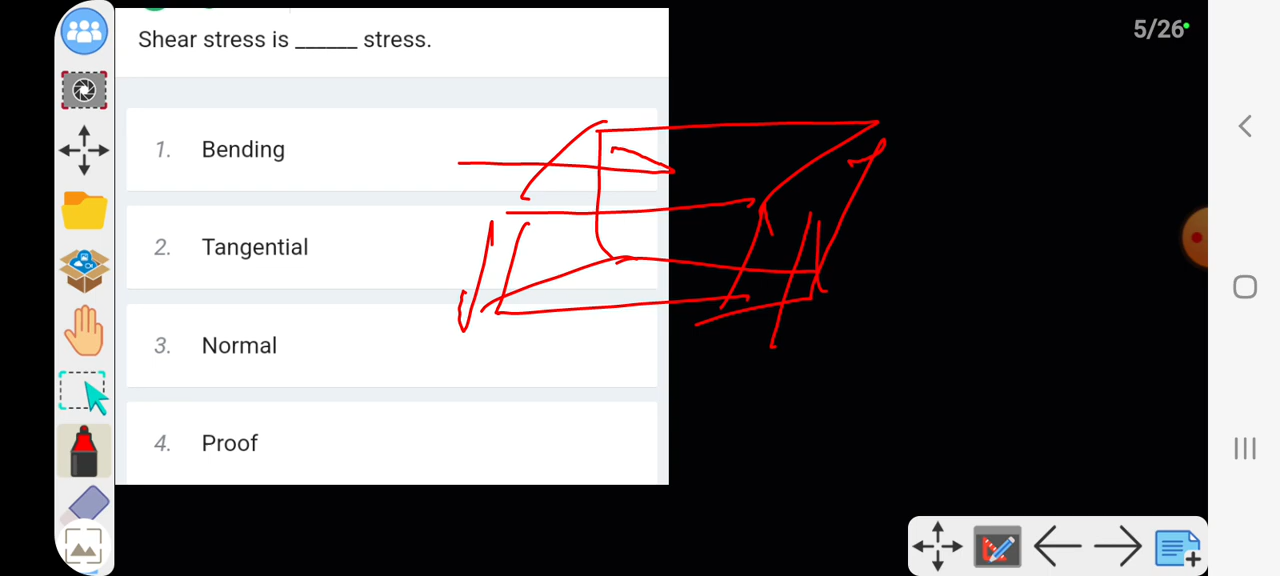 5/26
Shear stress is ______ stress.
1. Bending
2. Tangential
3. Normal
4. Proof